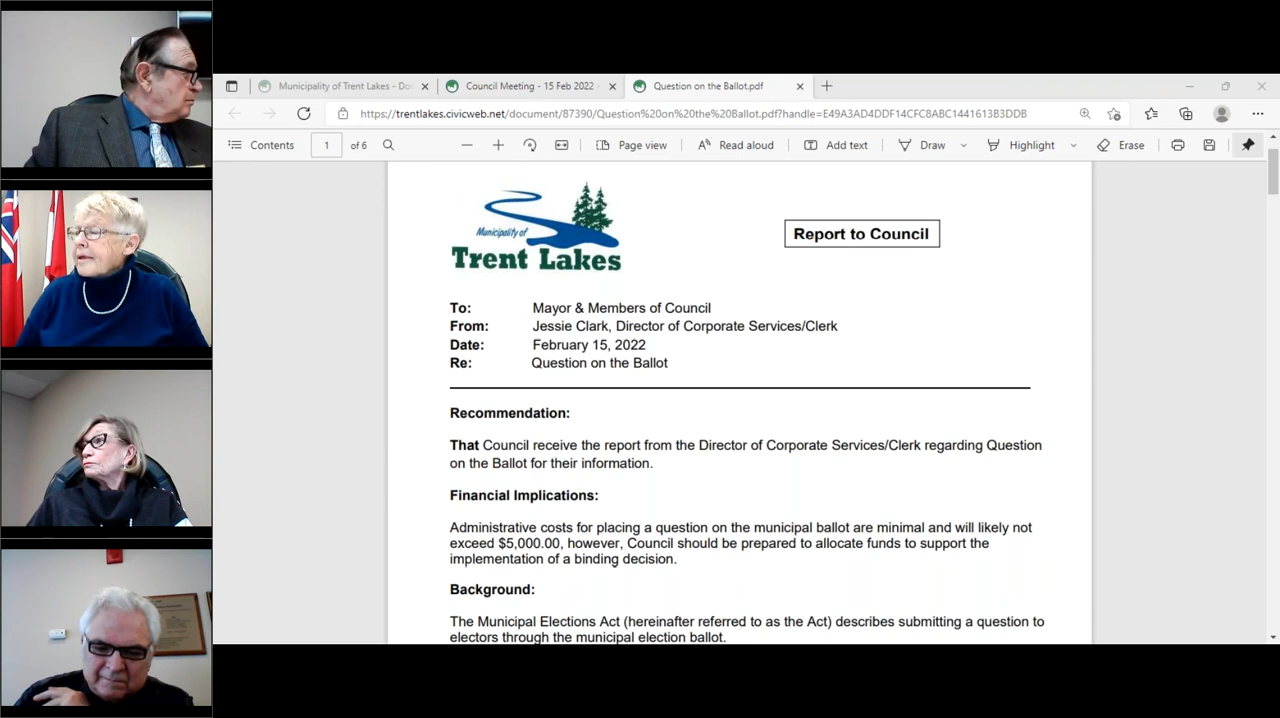 Municipality of Trent Lakes - Do
Council Meeting - 15 Feb 2022 -
Question on the Ballot.pdf
https://trentlakes.civicweb.net/document/87390/Question%20on%20the%20Ballot.pdf?handle=E49A3AD4DDF14CFC8ABC1441613B3DDB
Contents
1 of 6
Page view
Read aloud
Add text
Draw
Highlight
Erase
Municipality of
Trent Lakes
Report to Council
To: Mayor & Members of Council
From: Jessie Clark, Director of Corporate Services/Clerk
Date: February 15, 2022
Re: Question on the Ballot
Recommendation:
That Council receive the report from the Director of Corporate Services/Clerk regarding Question
on the Ballot for their information.
Financial Implications:
Administrative costs for placing a question on the municipal ballot are minimal and will likely not
exceed $5,000.00, however, Council should be prepared to allocate funds to support the
implementation of a binding decision.
Background:
The Municipal Elections Act (hereinafter referred to as the Act) describes submitting a question to
electors through the municipal election ballot.